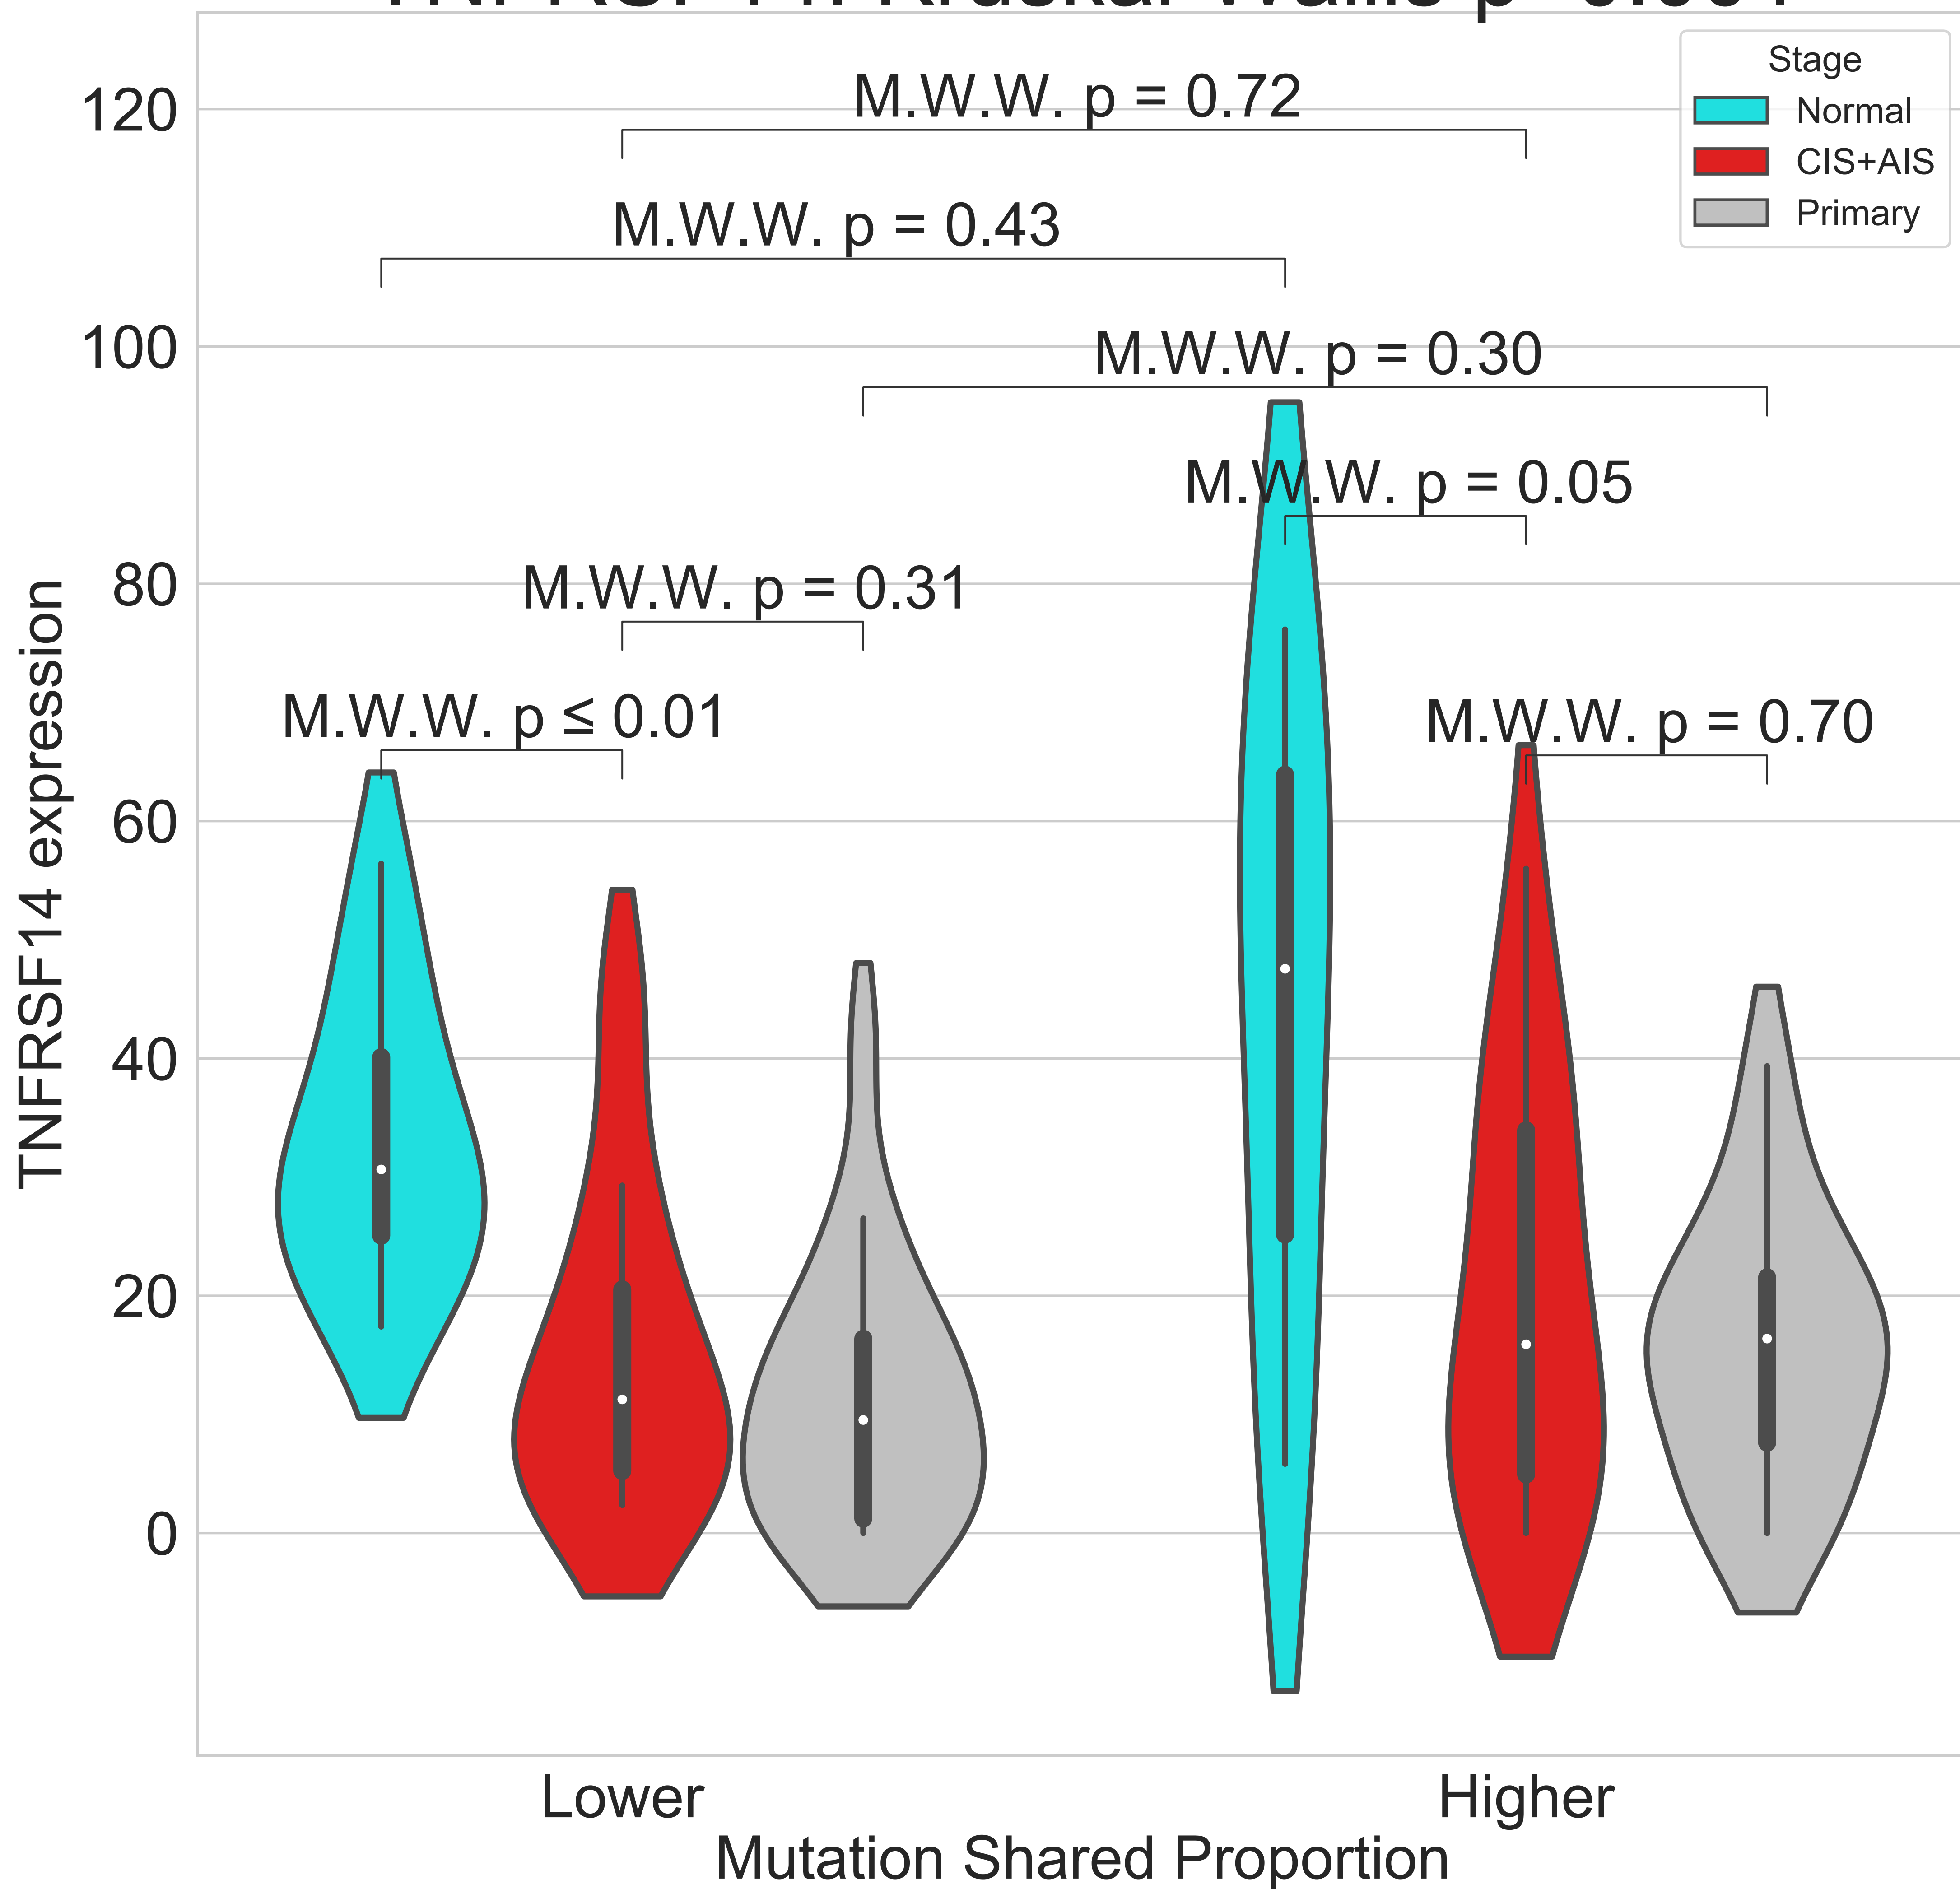 Stage
Normal
CIS+AIS
Primary
M.W.W. p = 0.72
M.W.W. p = 0.43
M.W.W. p = 0.30
M.W.W. p = 0.05
M.W.W. p = 0.31
M.W.W. p ≤ 0.01
M.W.W. p = 0.70
120
100
80
60
40
20
0
TNFRSF14 expression
Lower
Higher
Mutation Shared Proportion